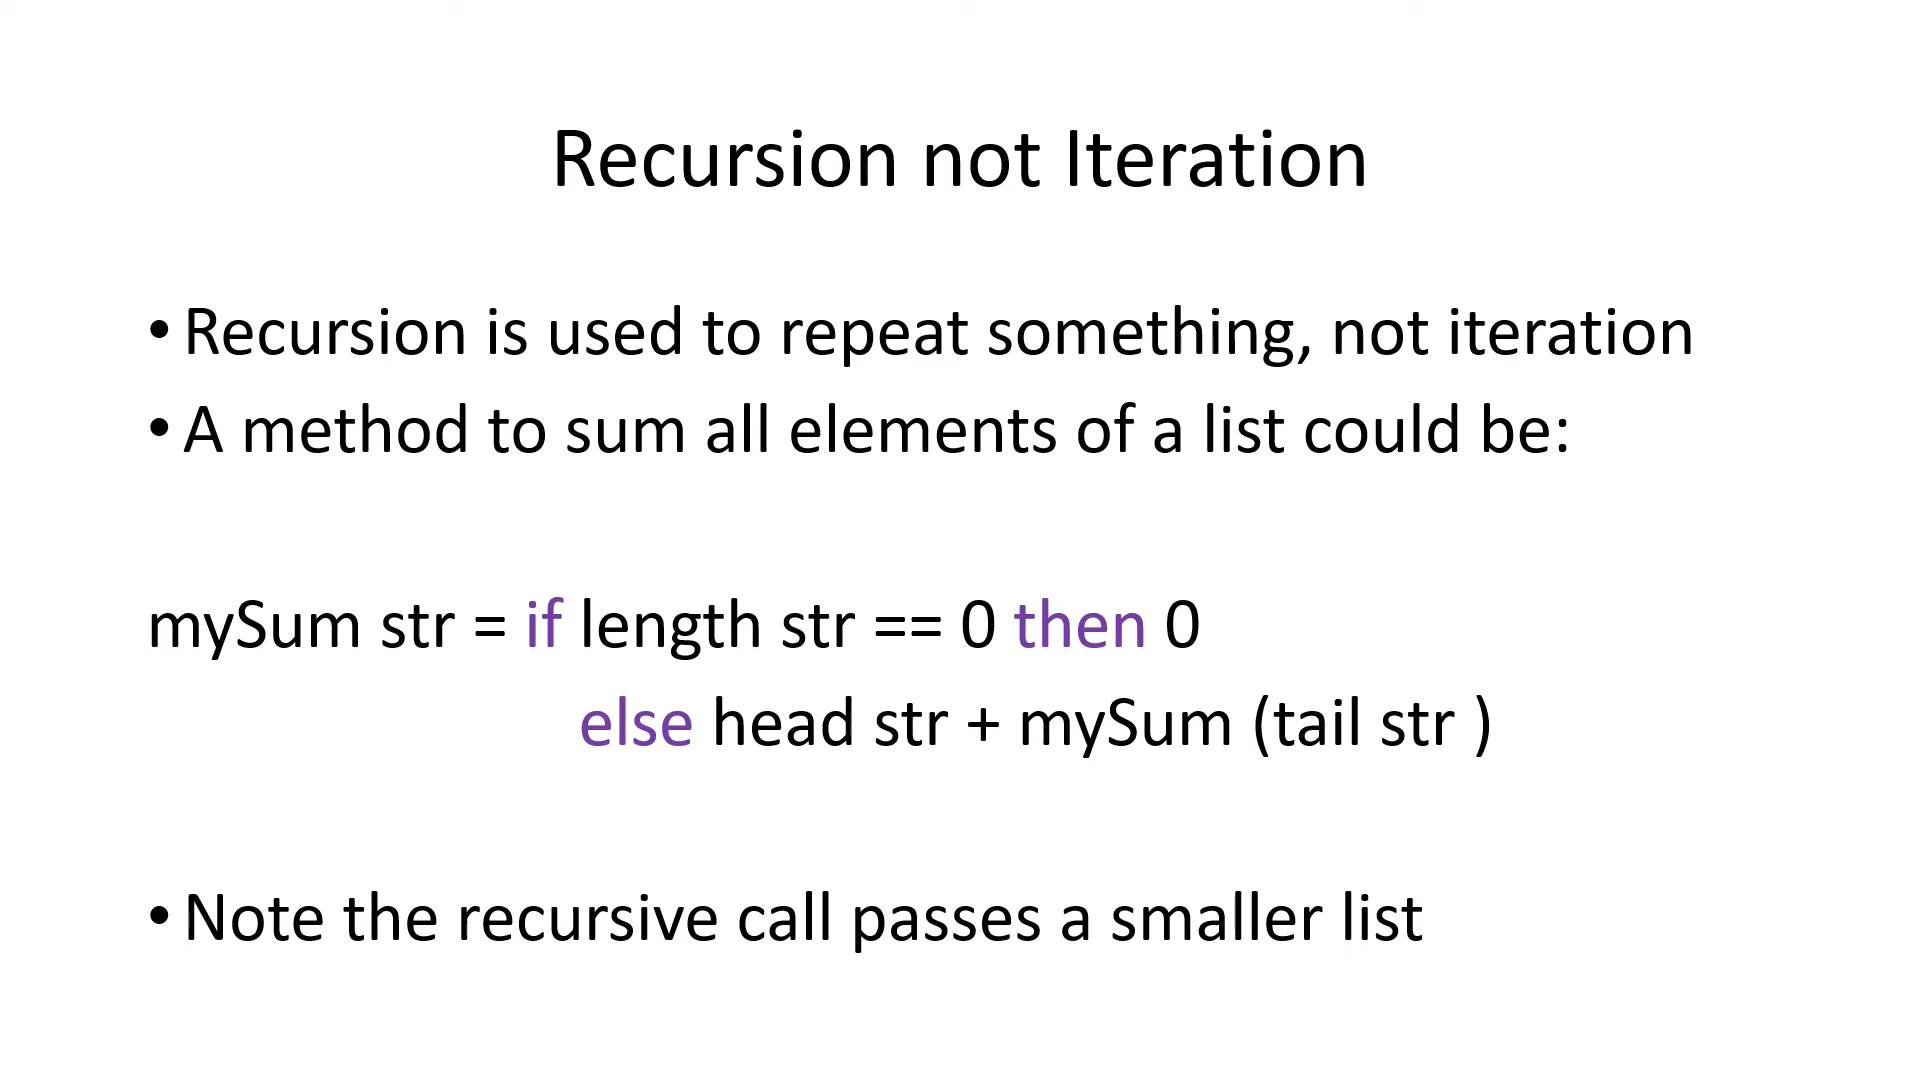 Recursion not Iteration
• Recursion is used to repeat something, not iteration
• A method to sum all elements of a list could be:
mySum str = if length str == 0 then 0
else head str + mySum (tail str )
• Note the recursive call passes a smaller list